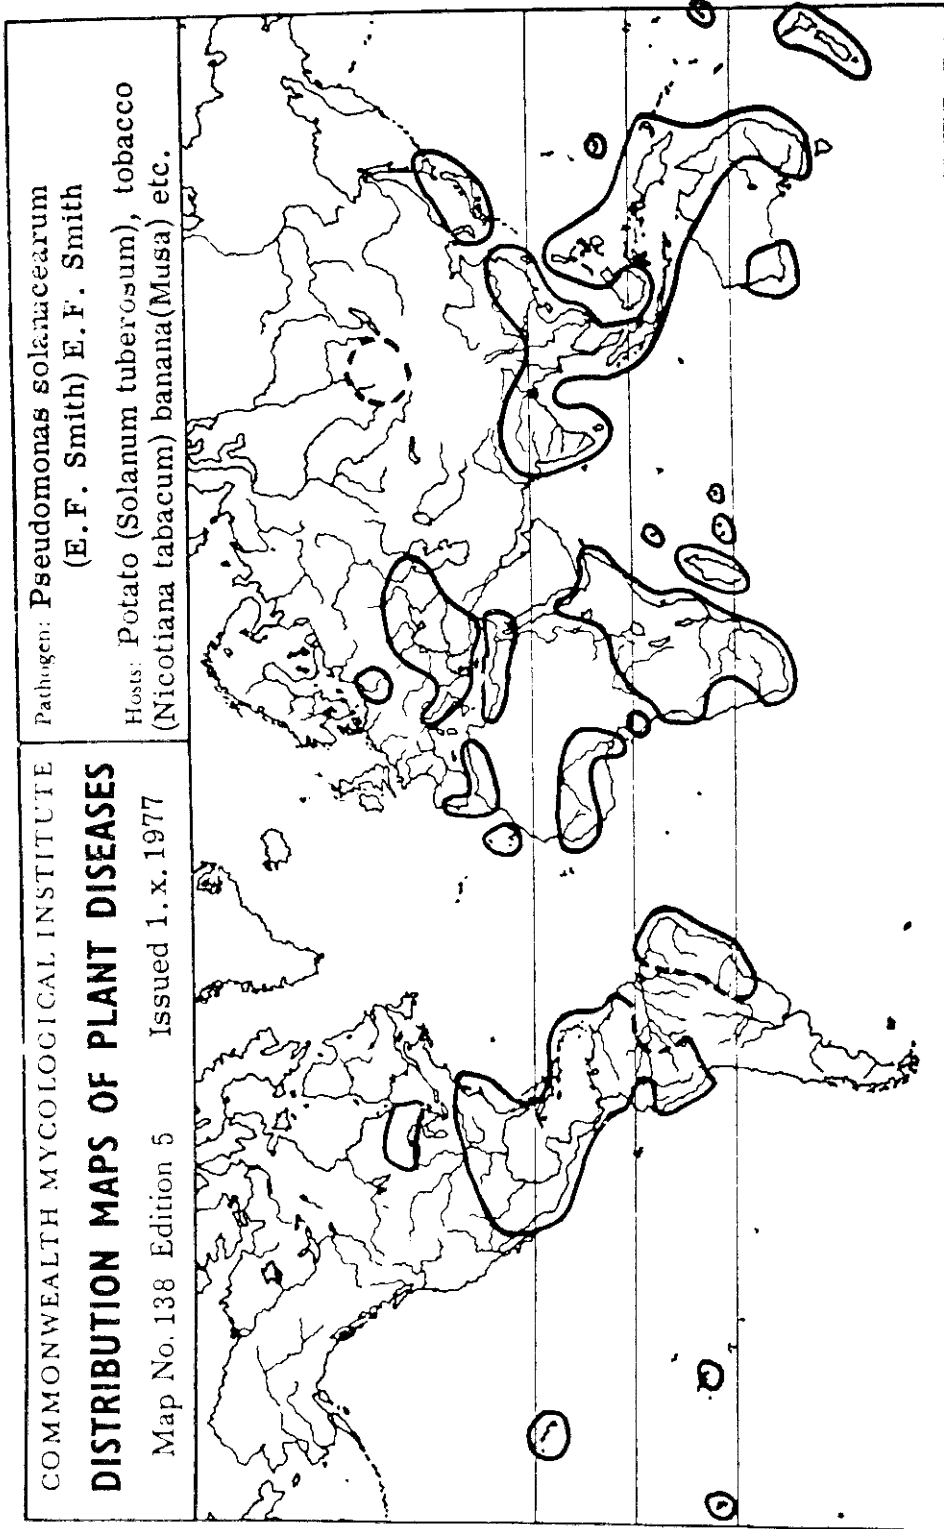 COMMONWEALTH MYCOLOGICAL INSTITUTE
DISTRIBUTION MAPS OF PLANT DISEASES
Map No. 138 Edition 5 Issued 1.x.1977
Pathogen: Pseudomonas solanacearum
(E.F. Smith) E.F. Smith
Hosts: Potato (Solanum tuberosum), tobacco
(Nicotiana tabacum) banana(Musa) etc.